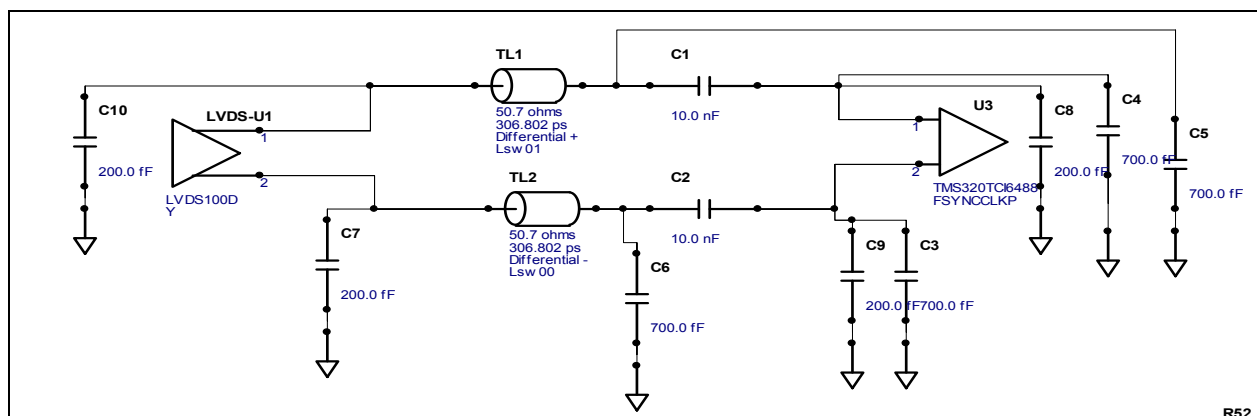 TL1
50.7 ohms
306.802 ps
Differential +
Lsw 01
C1
10.0 nF
C10
200.0 fF
LVDS-U1
1
2
LVDS100D
Y
U3
1
2
TMS320TCI6488
FSYNCCLKP
C8
200.0 fF
C4
700.0 fF
C5
700.0 fF
TL2
50.7 ohms
306.802 ps
Differential -
Lsw 00
C2
10.0 nF
C7
200.0 fF
C6
700.0 fF
C9
200.0 fF
C3
700.0 fF
R52